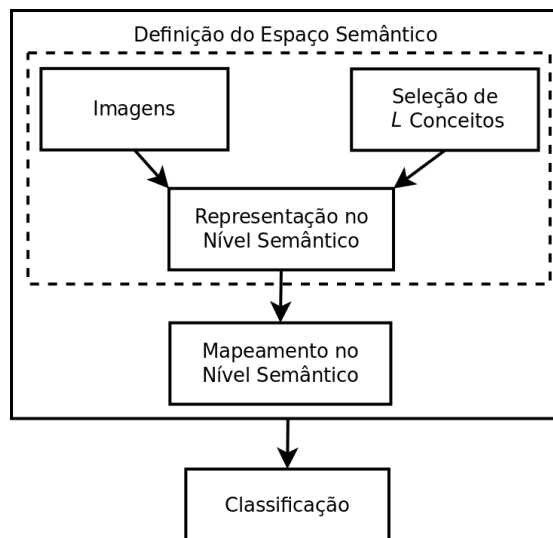 Definição do Espaço Semântico
Imagens
Seleção de
L Conceitos
Representação no
Nível Semântico
Mapeamento no
Nível Semântico
Classificação